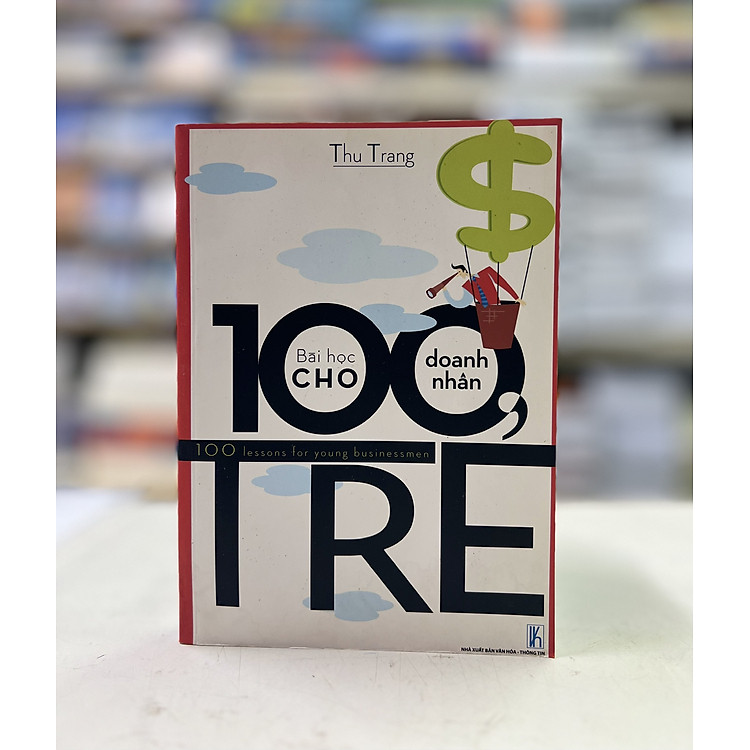 Thu Trang
100
Bài học
CHO
doanh
nhân
100 lessons for young businessmen
TRẺ
NHÀ XUẤT BẢN VĂN HÓA - THÔNG TIN